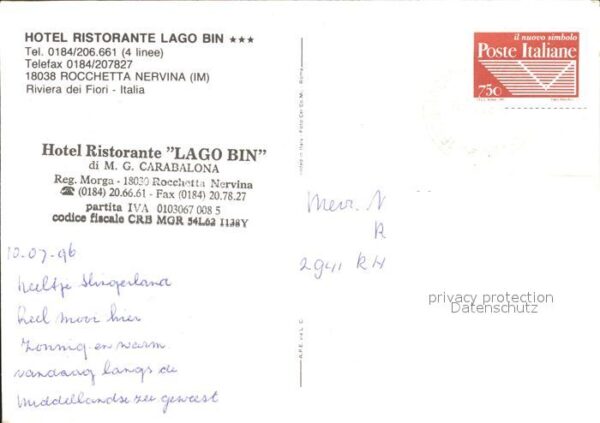 HOTEL RISTORANTE LAGO BIN ★★★
Tel. 0184/206.661 (4 linee)
Telefax 0184/207827
18038 ROCCHETTA NERVINA (IM)
Riviera dei Fiori - Italia
il nuovo simbolo
Poste Italiane
750
Hotel Ristorante "LAGO BIN"
di M. G. CARABALONA
Reg. Morga - 18030 Rocchetta Nervina
☎ (0184) 20.66.61 - Fax (0184) 20.78.27
partita IVA 0103067 008 5
codice fiscale CRB MGR 54L62 I138Y
Mevr. V
R
2941 KH
10-07-96
Neeltje Slingerland
Heel mooi hier
Zonnig en warm
vandaag langs de
Middellandse zee geweest
privacy protection
Datenschutz